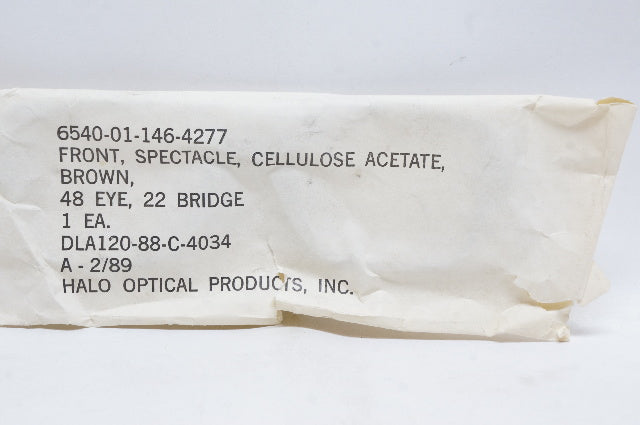 6540-01-146-4277
FRONT, SPECTACLE, CELLULOSE ACETATE,
BROWN,
48 EYE, 22 BRIDGE
1 EA.
DLA120-88-C-4034
A - 2/89
HALO OPTICAL PRODUCTS, INC.